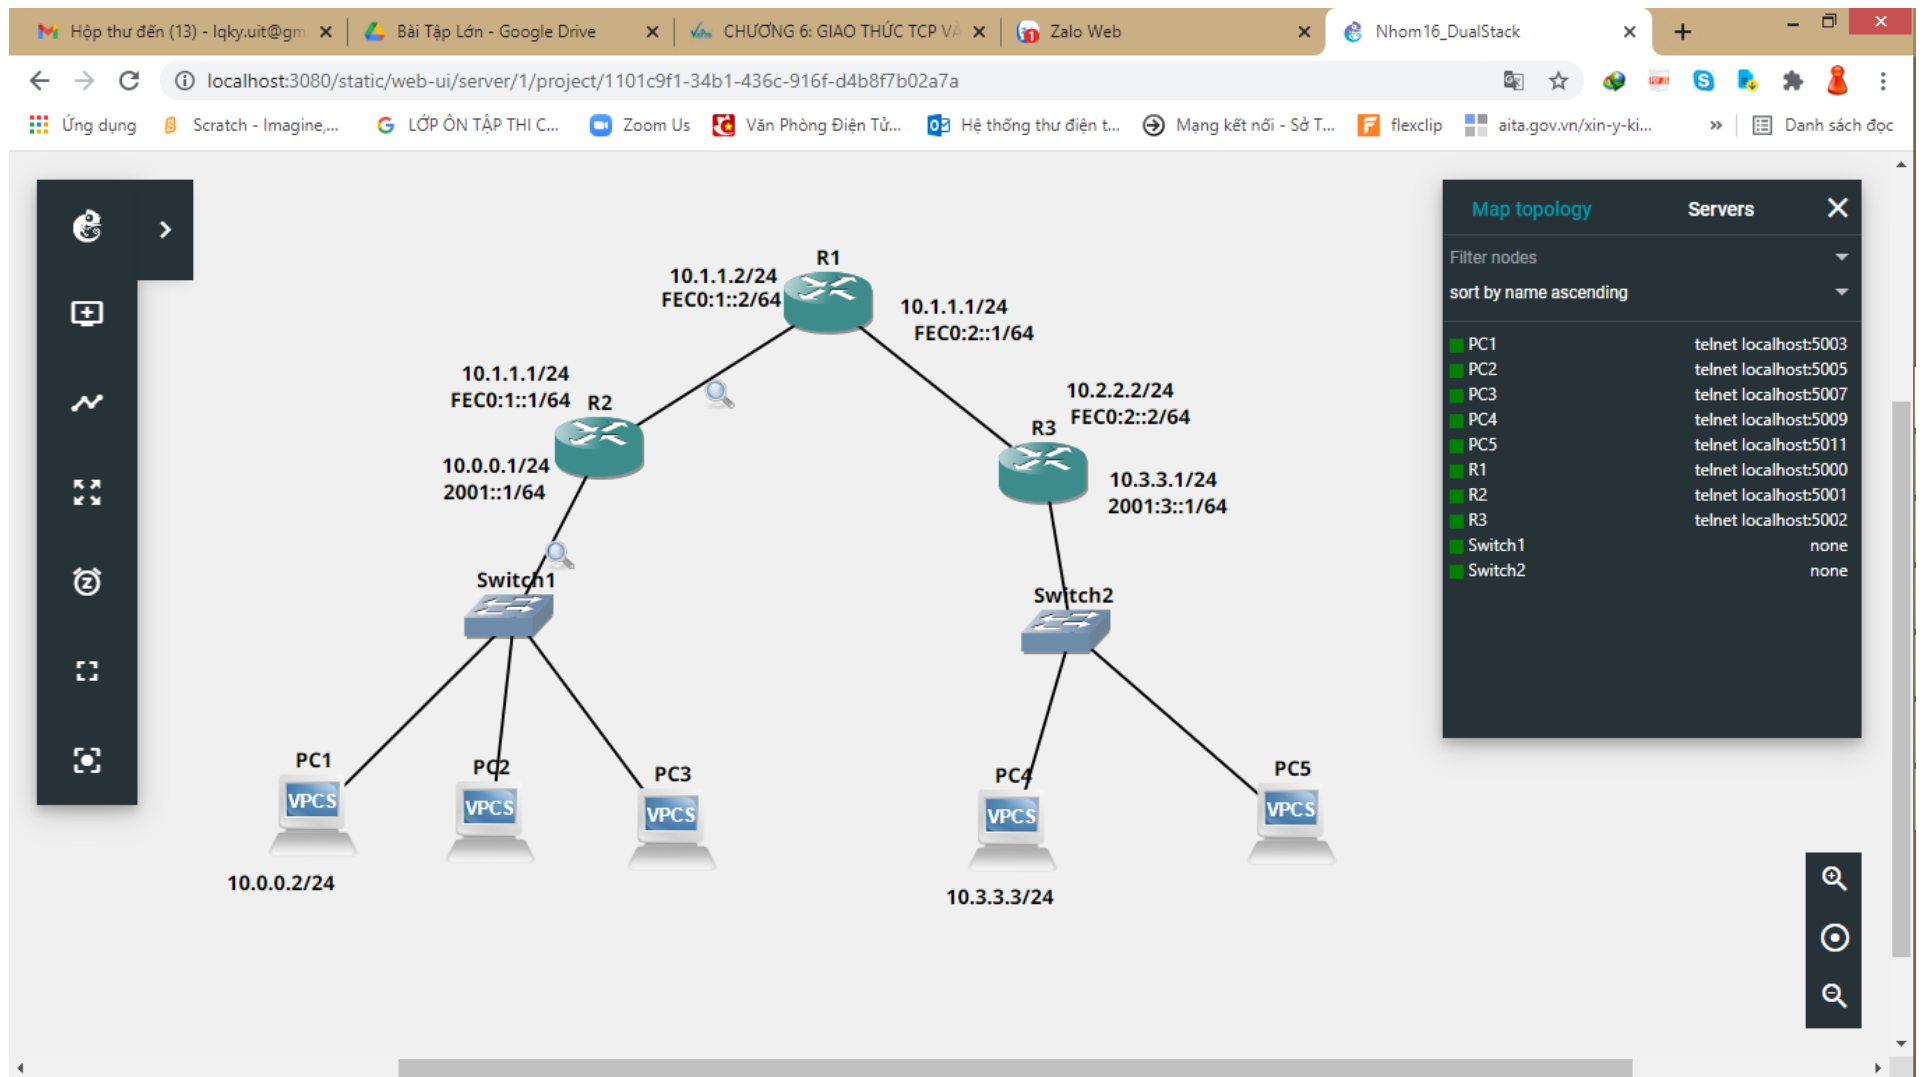 Hộp thư đến (13) - lqky.uit@gm
Bài Tập Lớn - Google Drive
CHƯƠNG 6: GIAO THỨC TCP VÀ
Zalo Web
Nhom16_DualStack
localhost:3080/static/web-ui/server/1/project/1101c9f1-34b1-436c-916f-d4b8f7b02a7a
Ứng dụng
Scratch - Imagine,...
LỚP ÔN TẬP THI C...
Zoom Us
Văn Phòng Điện Tử...
Hệ thống thư điện t...
Mạng kết nối - Sở T...
flexclip
aita.gov.vn/xin-y-ki...
»
Danh sách đọc
Map topology
Servers
Filter nodes
sort by name ascending
PC1 telnet localhost:5003
PC2 telnet localhost:5005
PC3 telnet localhost:5007
PC4 telnet localhost:5009
PC5 telnet localhost:5011
R1 telnet localhost:5000
R2 telnet localhost:5001
R3 telnet localhost:5002
Switch1 none
Switch2 none
R1
10.1.1.2/24
FEC0:1::2/64
10.1.1.1/24
FEC0:2::1/64
10.1.1.1/24
FEC0:1::1/64
R2
10.2.2.2/24
FEC0:2::2/64
R3
10.0.0.1/24
2001::1/64
10.3.3.1/24
2001:3::1/64
Switch1
Switch2
PC1
VPCS
10.0.0.2/24
PC2
VPCS
PC3
VPCS
PC4
VPCS
10.3.3.3/24
PC5
VPCS